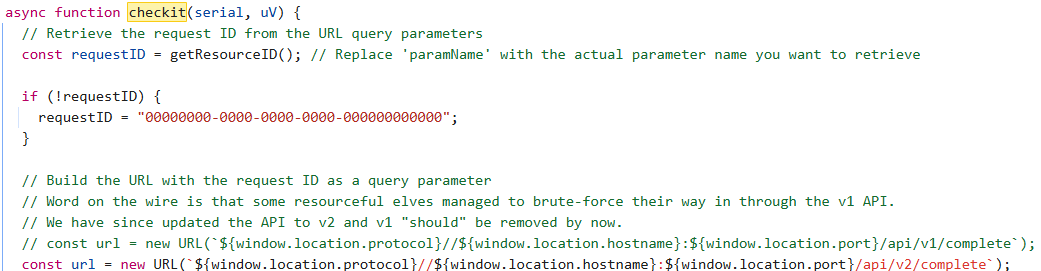 async function checkit(serial, uV) {
// Retrieve the request ID from the URL query parameters
const requestID = getResourceID(); // Replace 'paramName' with the actual parameter name you want to retrieve
if (!requestID) {
requestID = "00000000-0000-0000-0000-000000000000";
}
// Build the URL with the request ID as a query parameter
// Word on the wire is that some resourceful elves managed to brute-force their way in through the v1 API.
// We have since updated the API to v2 and v1 "should" be removed by now.
// const url = new URL(`${window.location.protocol}//${window.location.hostname}:${window.location.port}/api/v1/complete`);
const url = new URL(`${window.location.protocol}//${window.location.hostname}:${window.location.port}/api/v2/complete`);